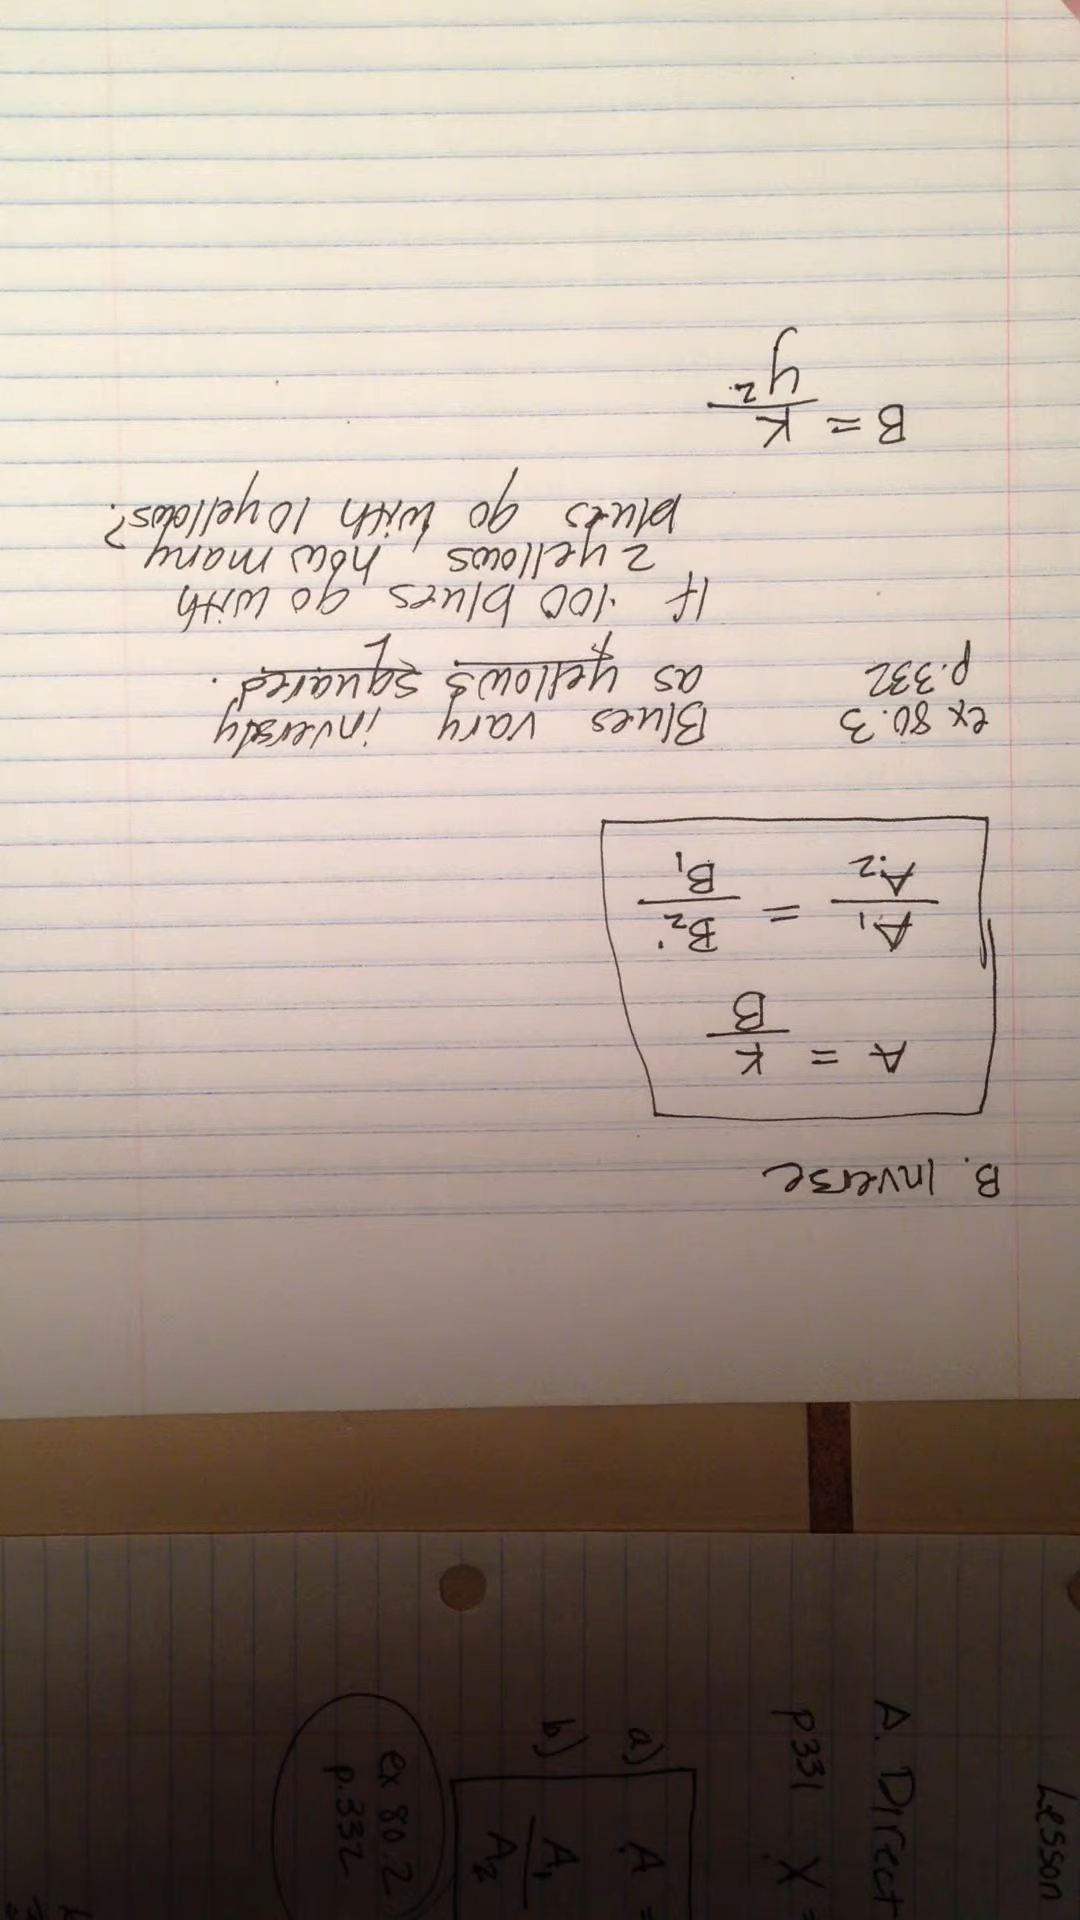 B. Inverse
A = K/B
A₁/A₂ = B₂/B₁
ex 80.3 Blues vary inversely
p.332 as yellows squared.
If 100 blues go with
2 yellows, how many
blues go with 10 yellows?
B = K/y²
Lesson
A. Direct
p331 X =
a) A =
b) A₁/A₂
ex 80.2
p.332